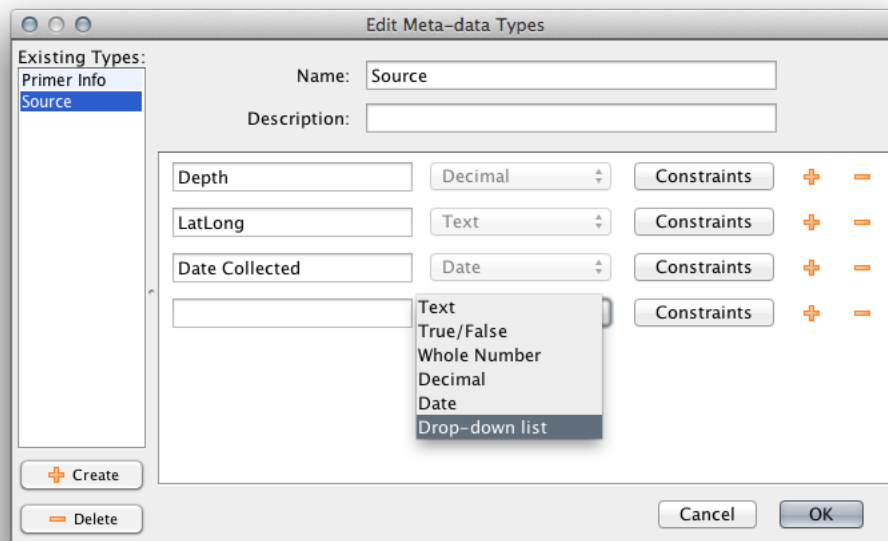 Edit Meta-data Types
Existing Types:
Primer Info
Source
Name: Source
Description:
Depth Decimal Constraints
LatLong Text Constraints
Date Collected Date Constraints
Constraints
Text
True/False
Whole Number
Decimal
Date
Drop-down list
Create
Delete
Cancel OK